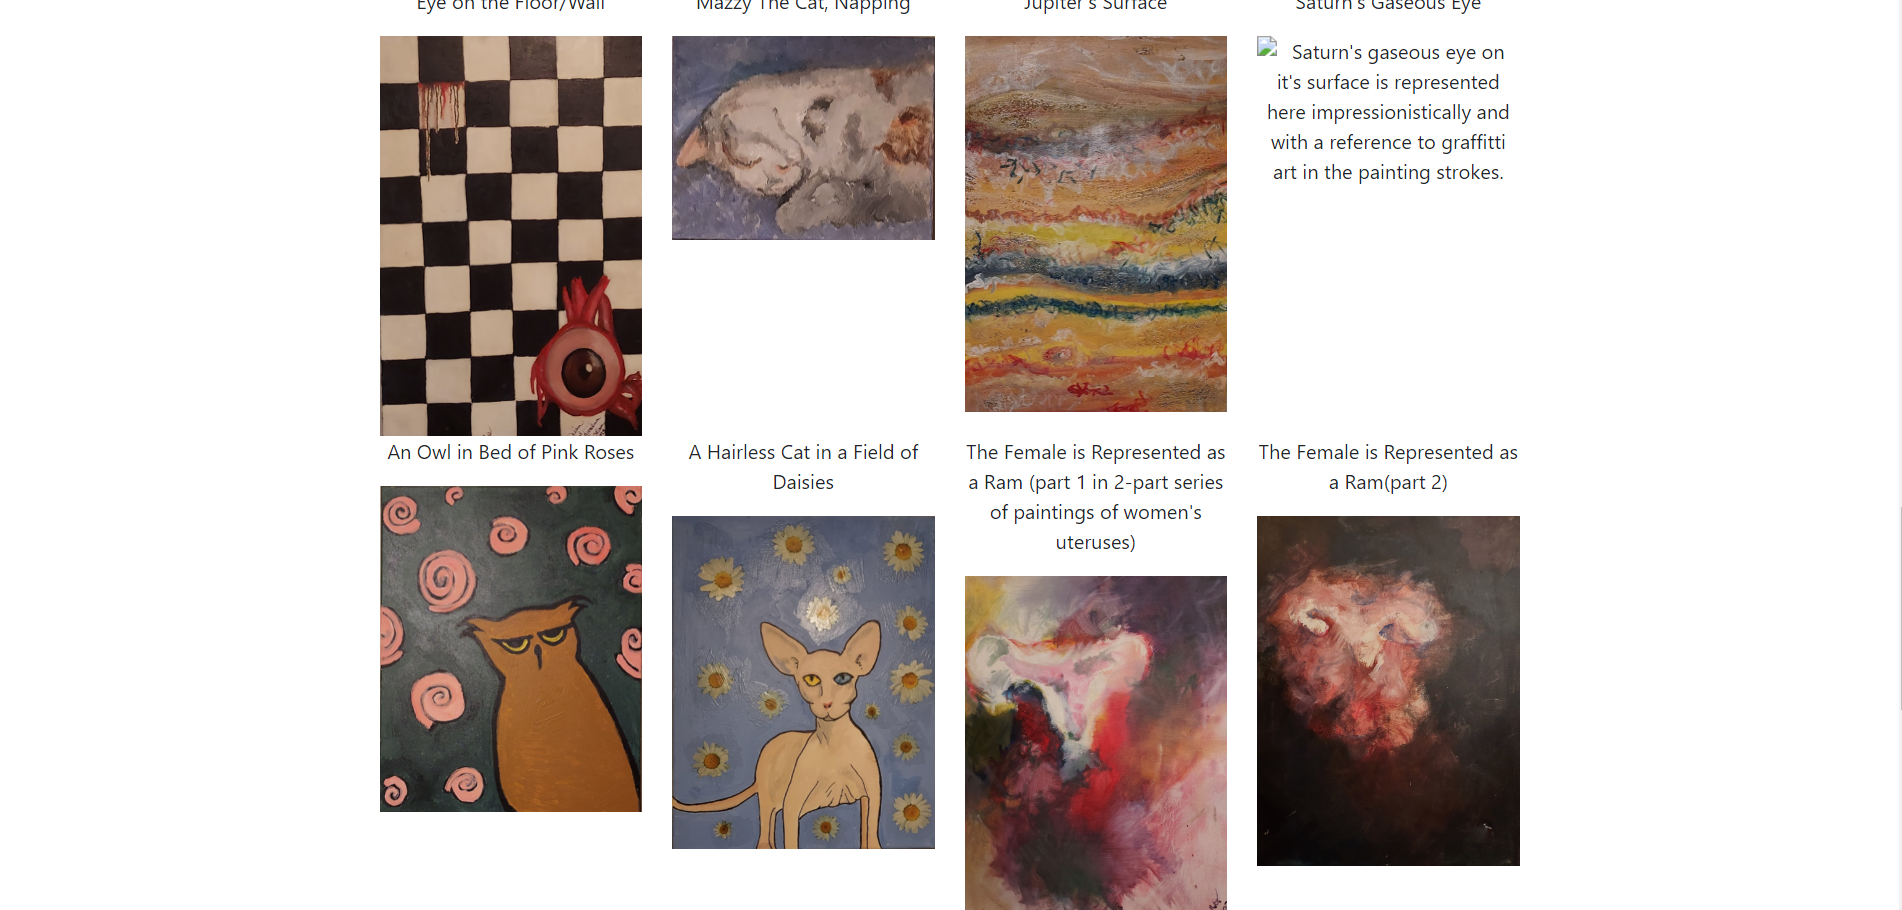 Eye on the Floor/Wall
Mazzy The Cat, Napping
Jupiter's Surface
Saturn's Gaseous Eye
Saturn's gaseous eye on
it's surface is represented
here impressionistically and
with a reference to graffitti
art in the painting strokes.
An Owl in Bed of Pink Roses
A Hairless Cat in a Field of
Daisies
The Female is Represented as
a Ram (part 1 in 2-part series
of paintings of women's
uteruses)
The Female is Represented as
a Ram(part 2)